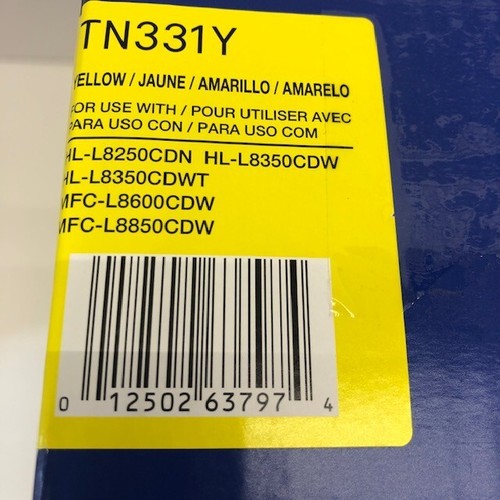 TN331Y
YELLOW / JAUNE / AMARILLO / AMARELO
FOR USE WITH / POUR UTILISER AVEC
PARA USO CON / PARA USO COM
HL-L8250CDN HL-L8350CDW
HL-L8350CDWT
MFC-L8600CDW
MFC-L8850CDW
0 12502 63797 4